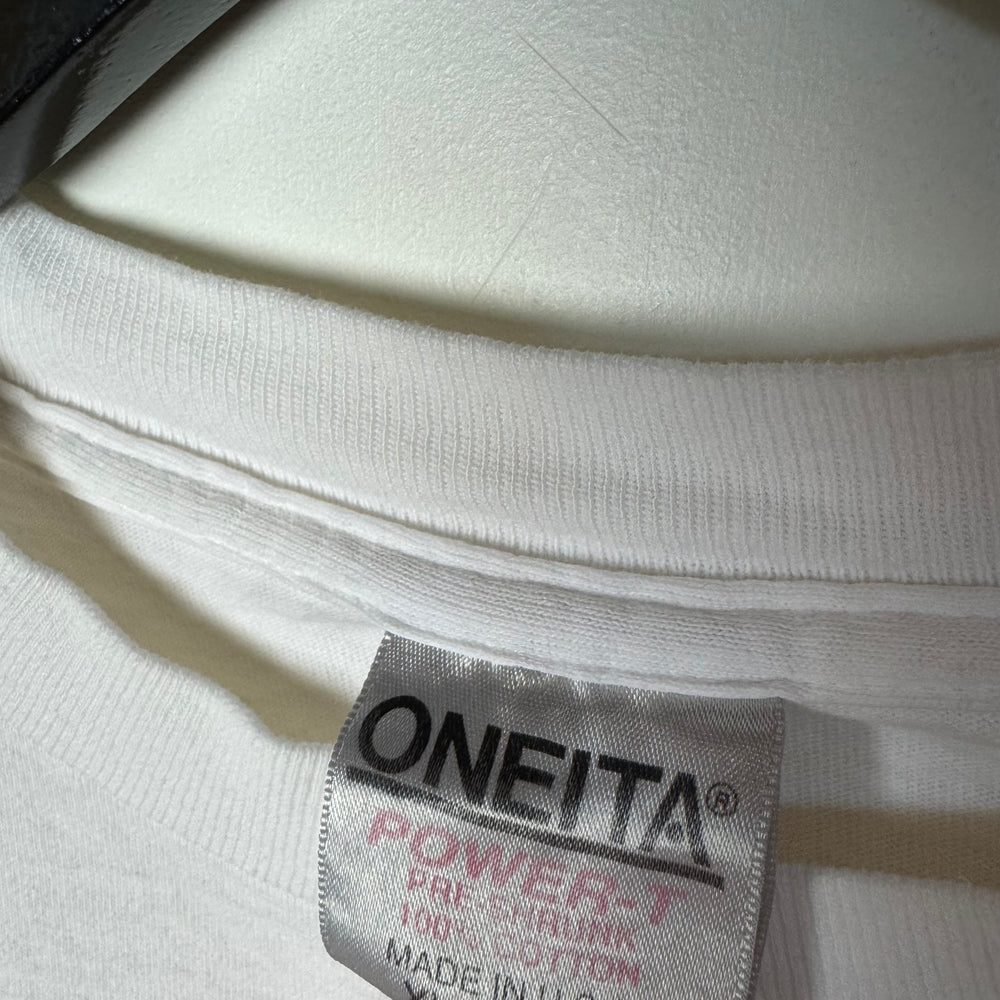 ONEITA®
POWER-T
PRE SHRUNK
100% COTTON
MADE IN U.S.A.